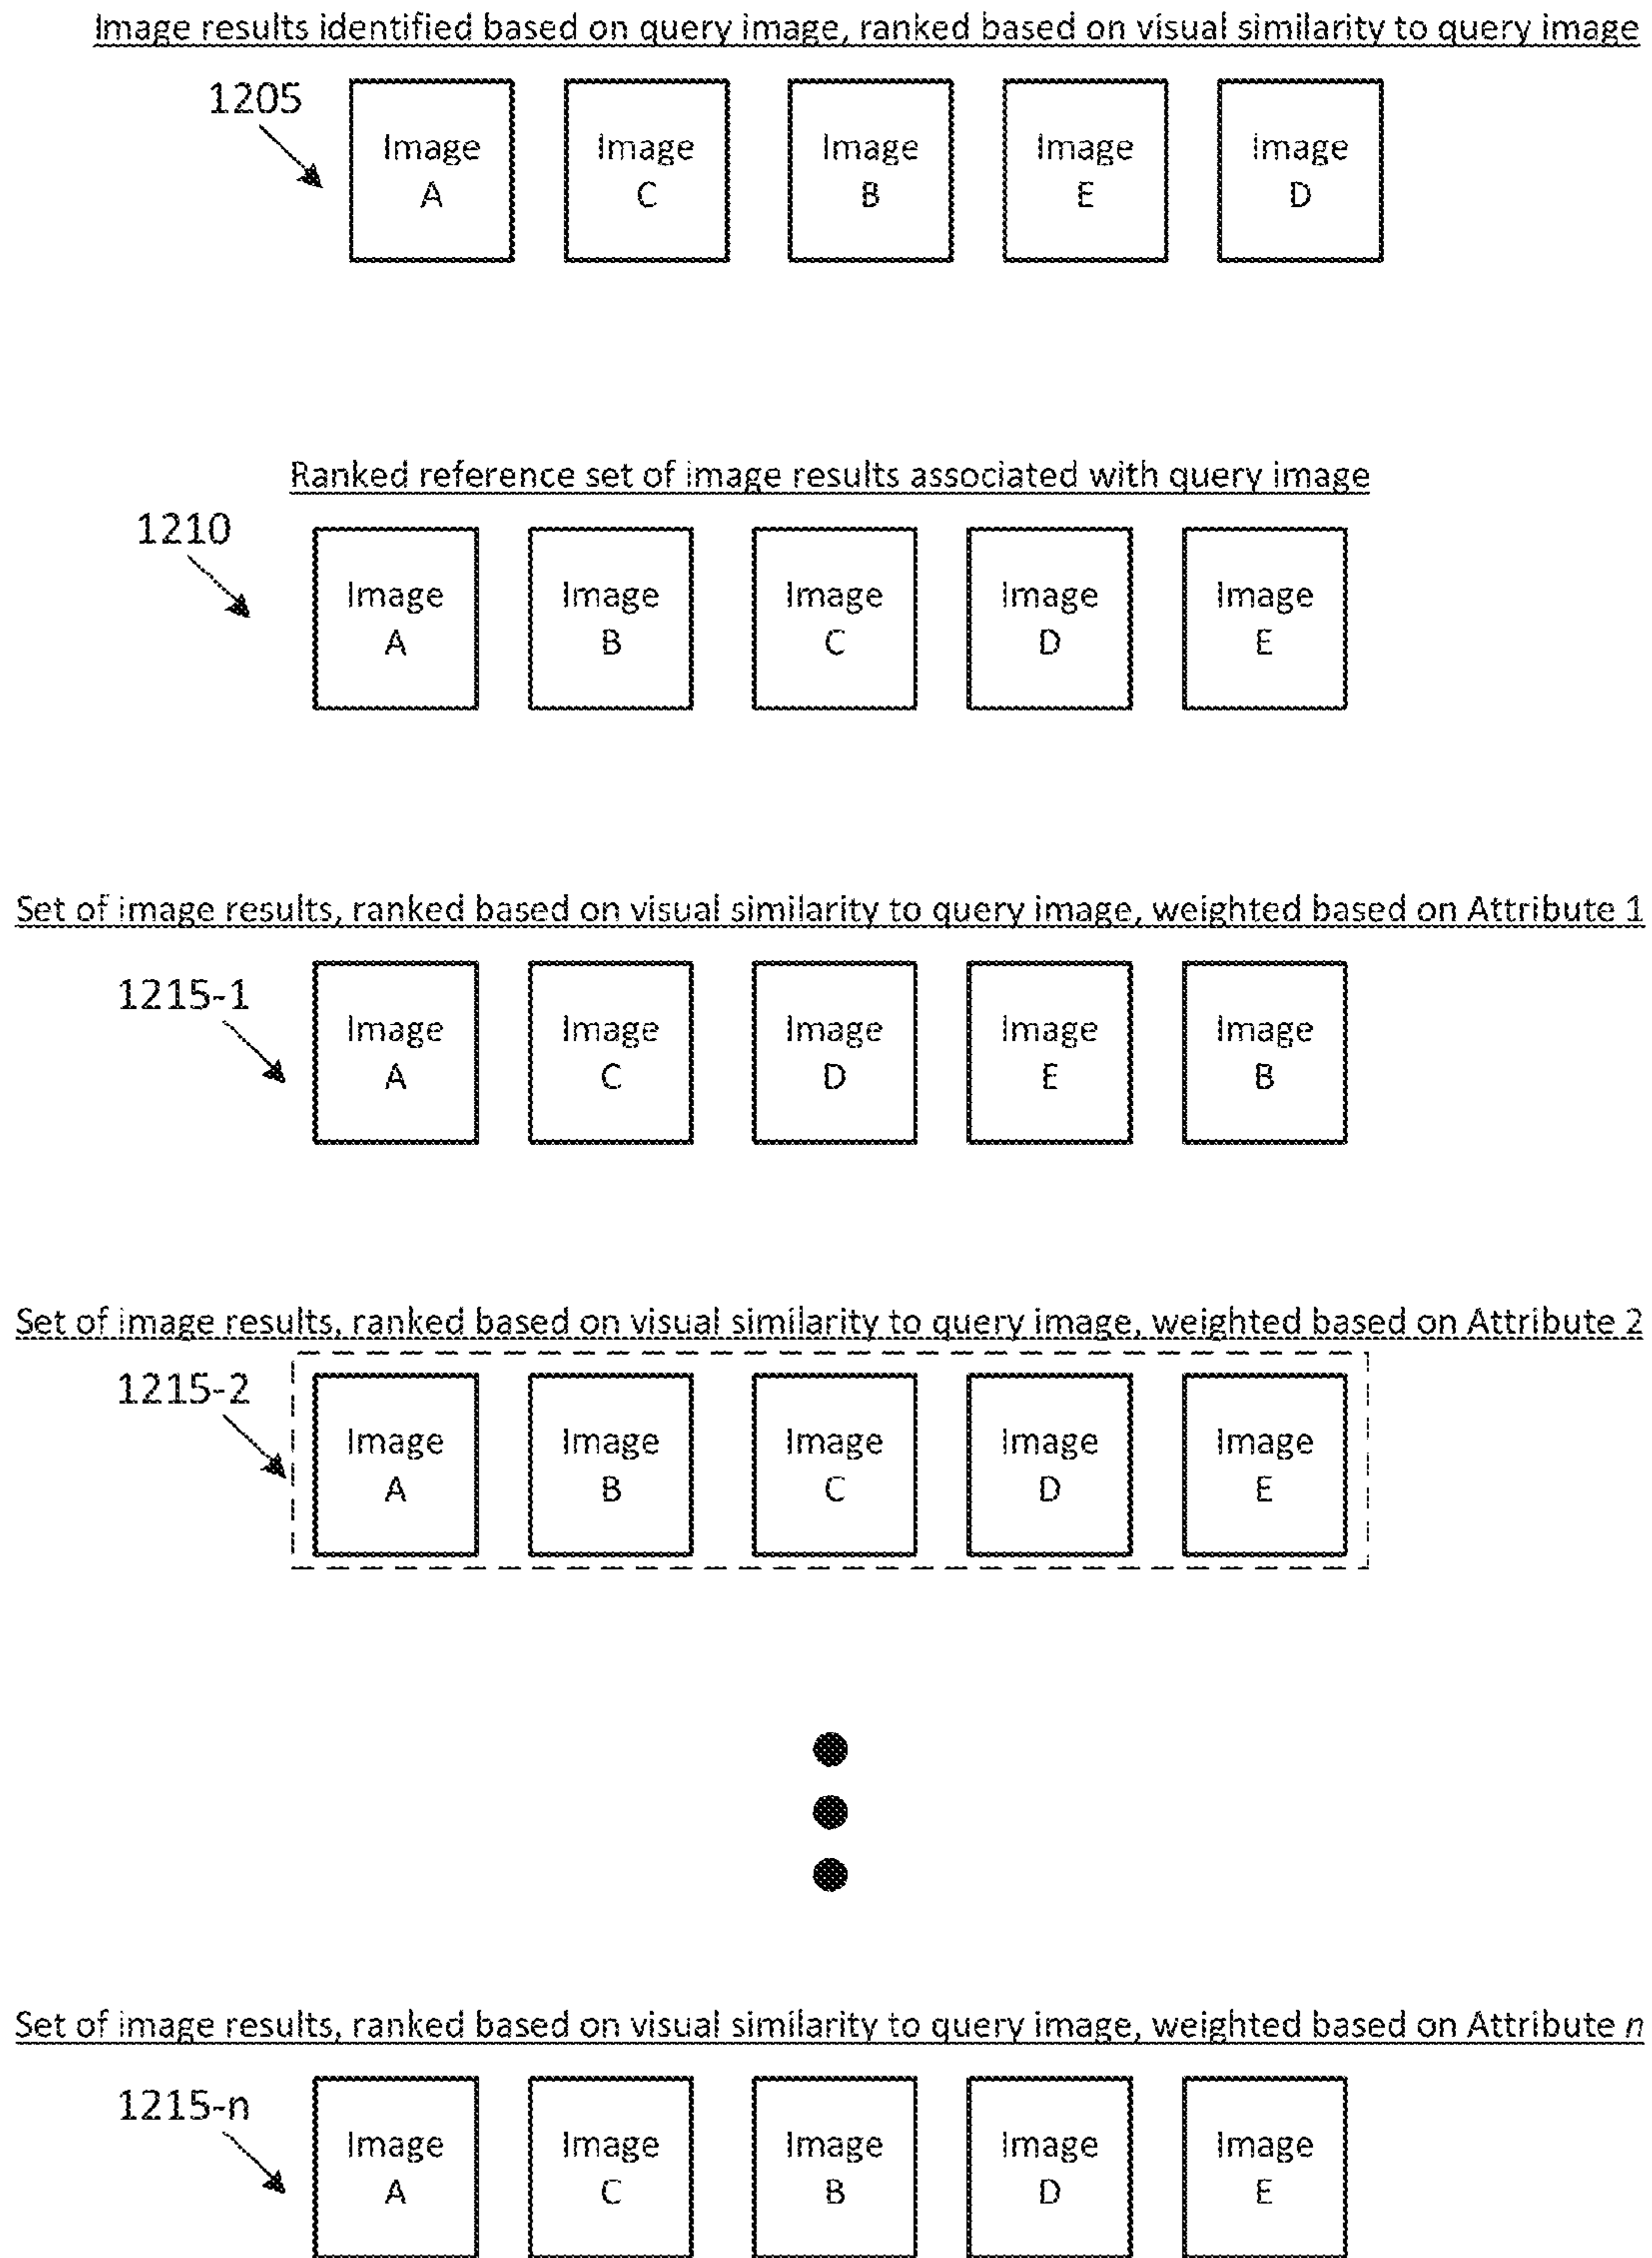 Image results identified based on query image, ranked based on visual similarity to query image
1205
Image Image Image Image Image
A C B E D
Ranked reference set of image results associated with query image
1210
Image Image Image Image Image
A B C D E
Set of image results, ranked based on visual similarity to query image, weighted based on Attribute 1
1215-1
Image Image Image Image Image
A C D E B
Set of image results, ranked based on visual similarity to query image, weighted based on Attribute 2
1215-2
Image Image Image Image Image
A B C D E
Set of image results, ranked based on visual similarity to query image, weighted based on Attribute n
1215-n
Image Image Image Image Image
A C B D E